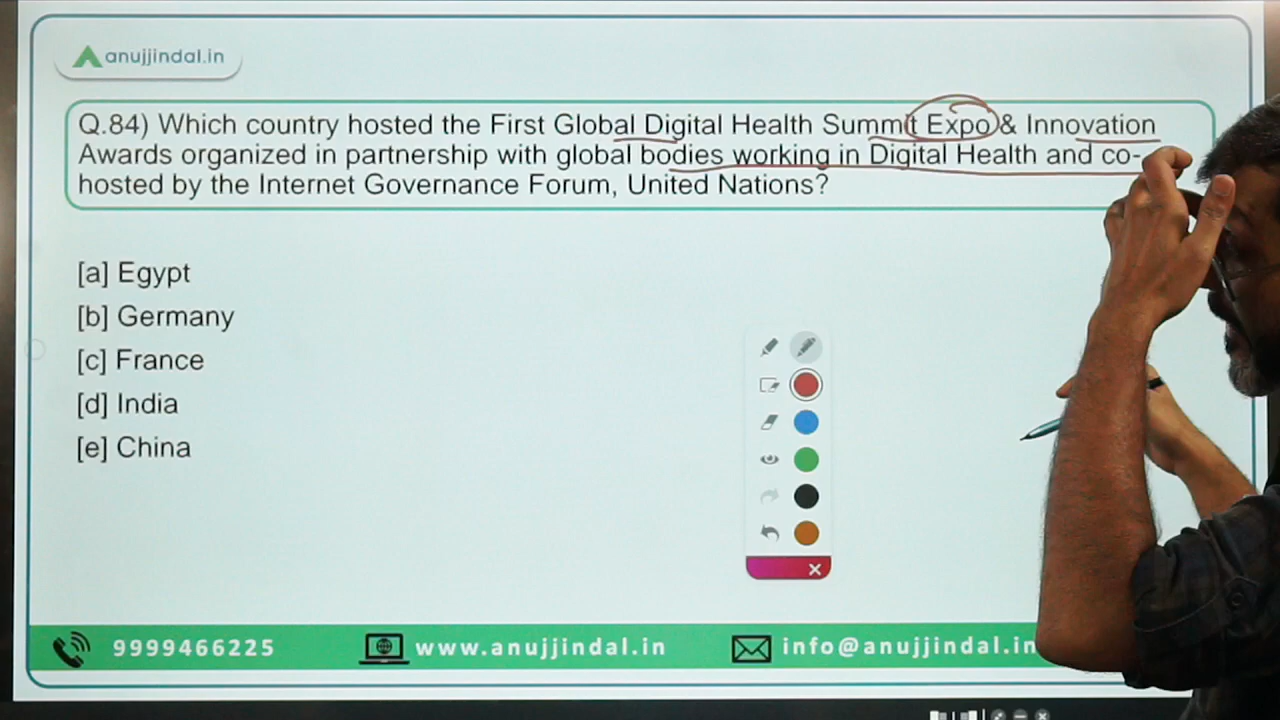 anujjindal.in
Q.84) Which country hosted the First Global Digital Health Summit Expo & Innovation
Awards organized in partnership with global bodies working in Digital Health and co-
hosted by the Internet Governance Forum, United Nations?
[a] Egypt
[b] Germany
[c] France
[d] India
[e] China
9999466225
www.anujjindal.in
info@anujjindal.in